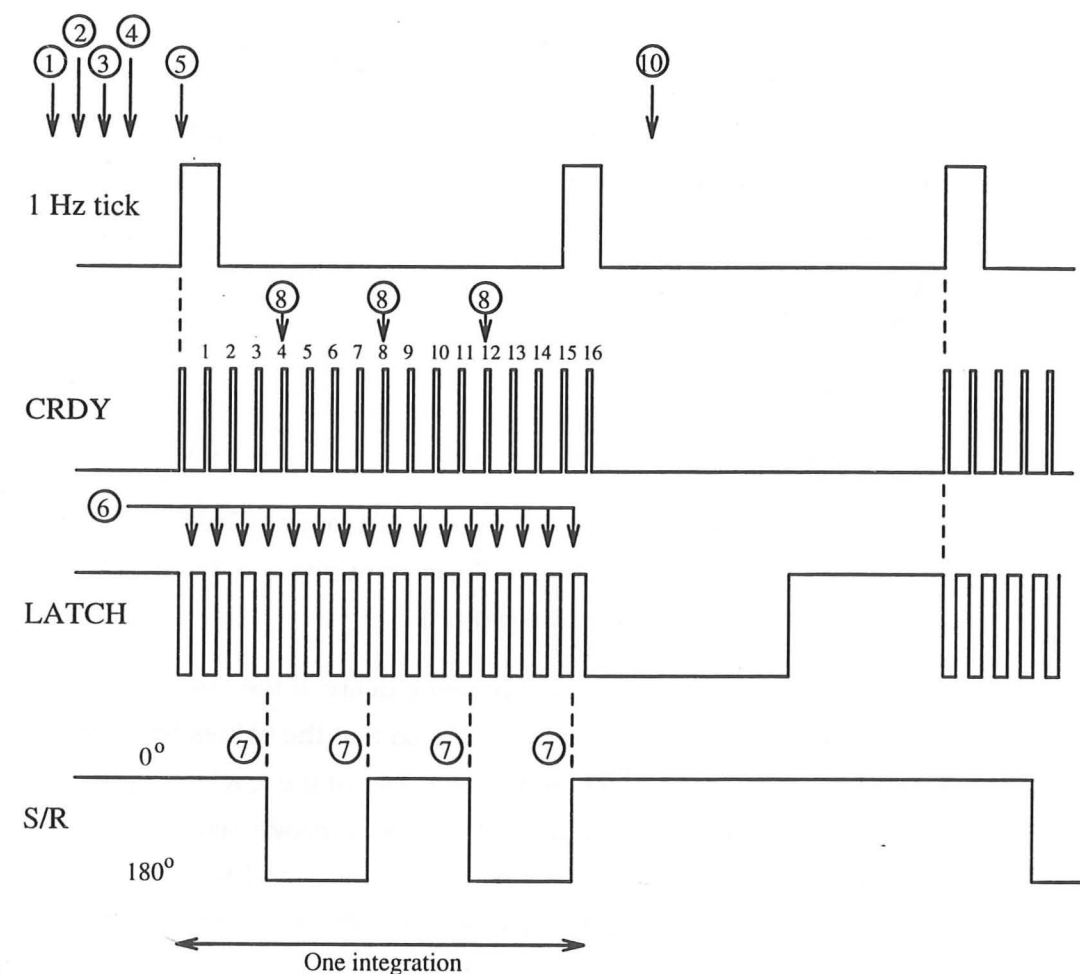 ② ④
① ③ ⑤ ⑩
1 Hz tick
⑧ ⑧ ⑧
1 2 3 4 5 6 7 8 9 10 11 12 13 14 15 16
CRDY
⑥
LATCH
⑦ ⑦ ⑦ ⑦
0°
S/R
180°
One integration